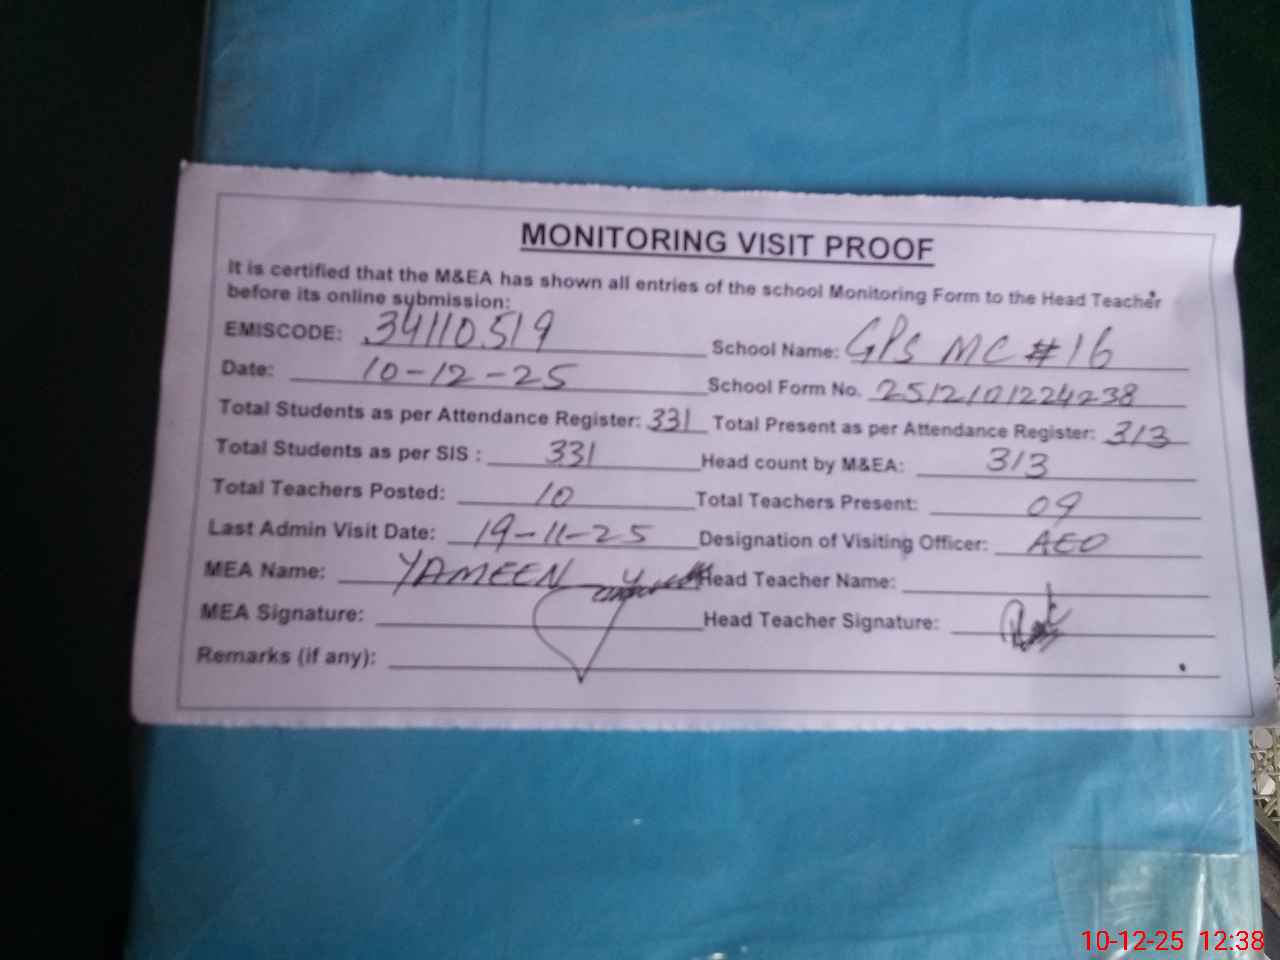 MONITORING VISIT PROOF
It is certified that the M&EA has shown all entries of the school Monitoring Form to the Head Teacher
before its online submission:
EMISCODE: 34110519 School Name: GPS MC #16
Date: 10-12-25 School Form No. 2512101224238
Total Students as per Attendance Register: 331 Total Present as per Attendance Register: 313
Total Students as per SIS : 331 Head count by M&EA: 313
Total Teachers Posted: 10 Total Teachers Present: 09
Last Admin Visit Date: 19-11-25 Designation of Visiting Officer: AEO
MEA Name: YAMEEN Head Teacher Name:
MEA Signature: Head Teacher Signature:
Remarks (if any):
10-12-25 12:38